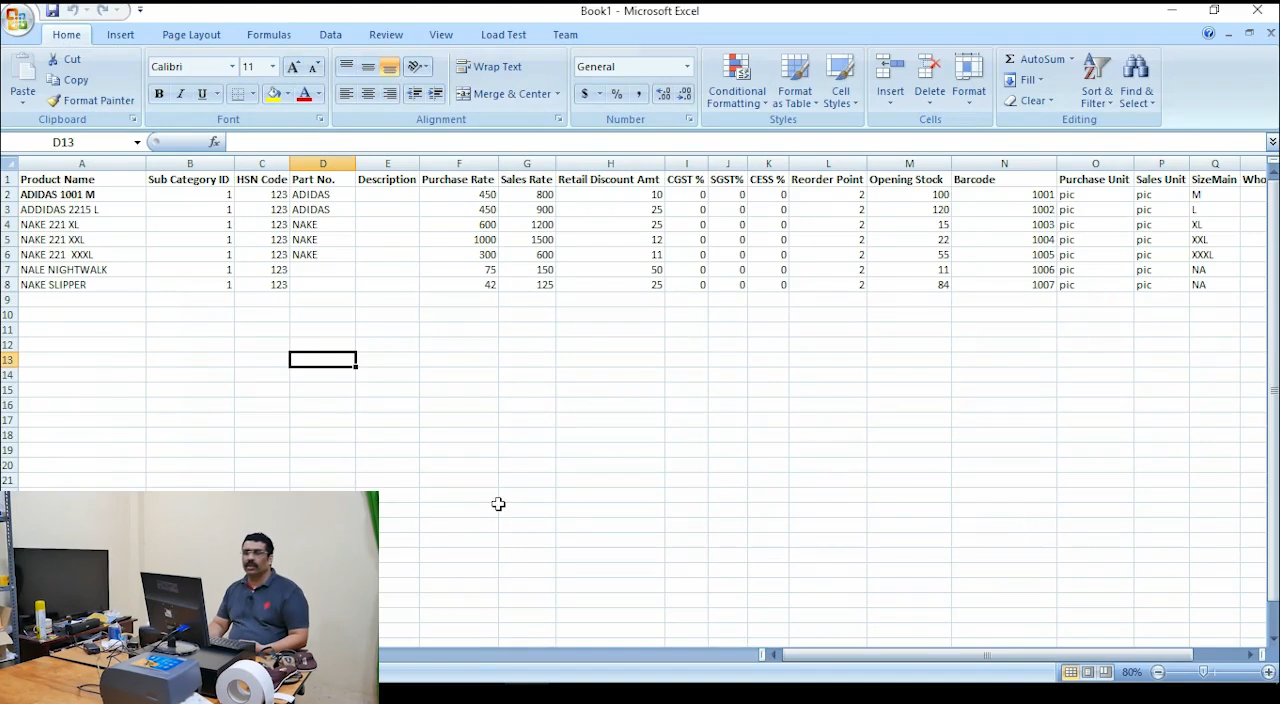 Book1 - Microsoft Excel
Home Insert Page Layout Formulas Data Review View Load Test Team
Cut
Copy
Format Painter
Paste
Clipboard
Calibri 11
B I U
Font
Wrap Text
Merge & Center
Alignment
General
$ % ,
Number
Conditional Formatting
Format as Table
Cell Styles
Styles
Insert Delete Format
Cells
AutoSum
Fill
Clear
Sort & Filter
Find & Select
Editing
D13 fx
A B C D E F G H I J K L M N O P Q
1 Product Name Sub Category ID HSN Code Part No. Description Purchase Rate Sales Rate Retail Discount Amt CGST % SGST% CESS % Reorder Point Opening Stock Barcode Purchase Unit Sales Unit SizeMain Who
2 ADIDAS 1001 M 1 123 ADIDAS 450 800 10 0 0 0 2 100 1001 pic pic M
3 ADDIDAS 2215 L 1 123 ADIDAS 450 900 25 0 0 0 2 120 1002 pic pic L
4 NAKE 221 XL 1 123 NAKE 600 1200 25 0 0 0 2 15 1003 pic pic XL
5 NAKE 221 XXL 1 123 NAKE 1000 1500 12 0 0 0 2 22 1004 pic pic XXL
6 NAKE 221 XXXL 1 123 NAKE 300 600 11 0 0 0 2 55 1005 pic pic XXXL
7 NALE NIGHTWALK 1 123 75 150 50 0 0 0 2 11 1006 pic pic NA
8 NAKE SLIPPER 1 123 42 125 25 0 0 0 2 84 1007 pic pic NA
9
10
11
12
13
14
15
16
17
18
19
20
21
80%